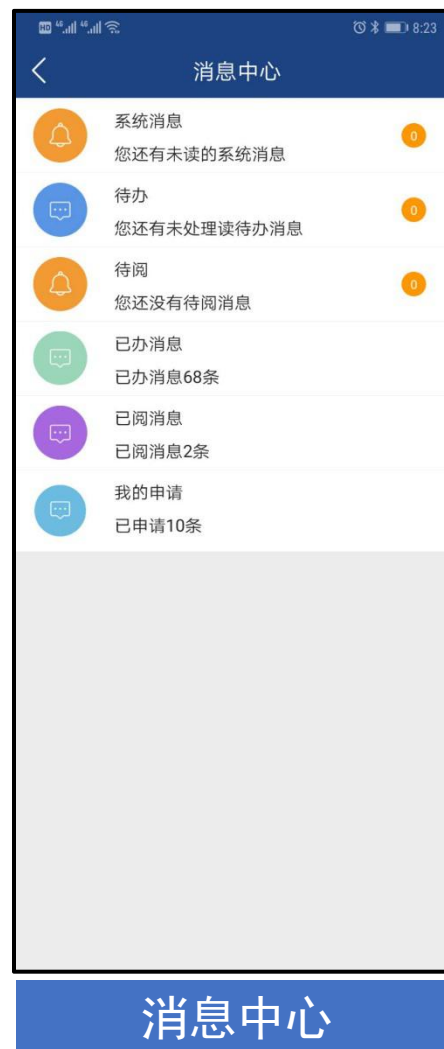 HD 46 46 8:23
消息中心
系统消息
您还有未读的系统消息
0
待办
您还有未处理读待办消息
0
待阅
您还没有待阅消息
0
已办消息
已办消息68条
已阅消息
已阅消息2条
我的申请
已申请10条
消息中心